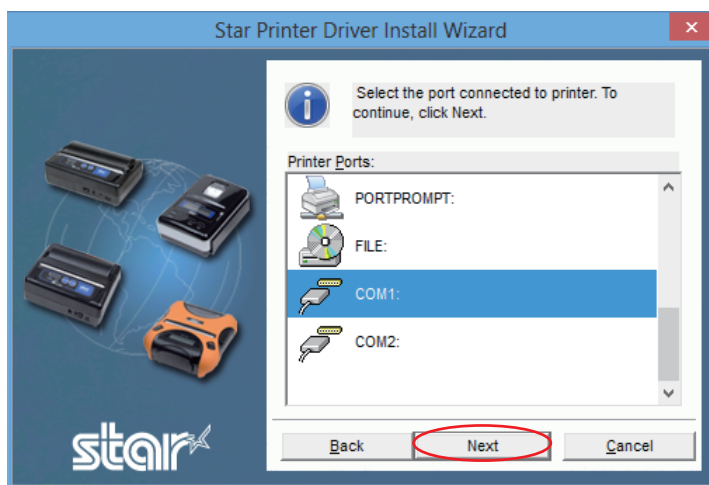 Star Printer Driver Install Wizard
×
Select the port connected to printer. To
continue, click Next.
Printer Ports:
PORTPROMPT:
FILE:
COM1:
COM2:
Back
Next
Cancel
star